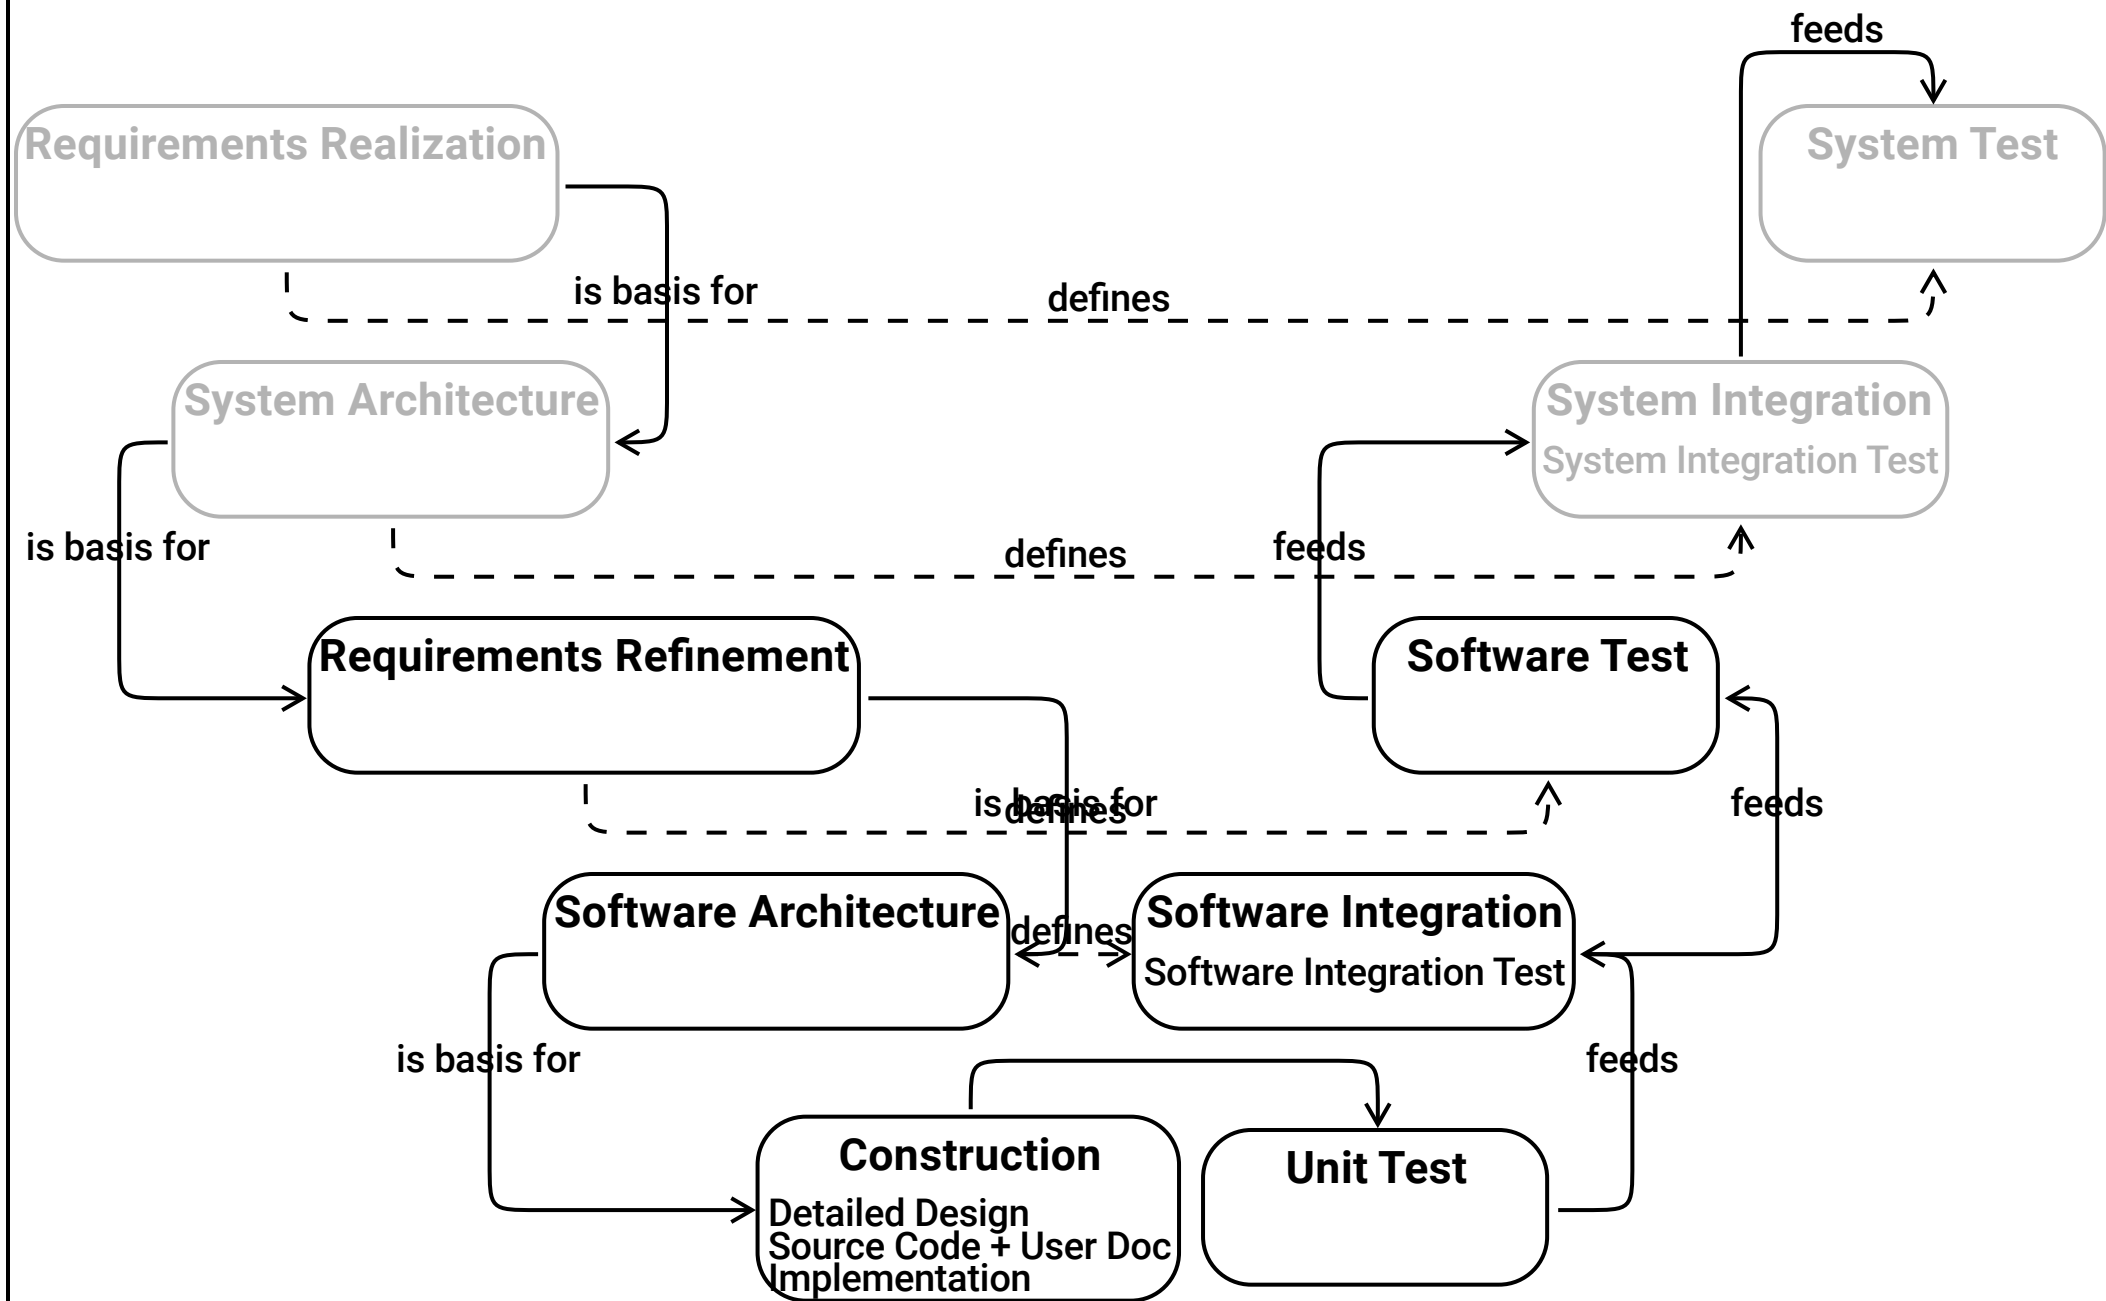 feeds
Requirements Realization
System Test
is basis for
defines
System Architecture
System Integration
System Integration Test
is basis for
defines
feeds
Requirements Refinement
Software Test
is basis for
defines
feeds
Software Architecture
defines
Software Integration
Software Integration Test
is basis for
feeds
Construction
Detailed Design
Source Code + User Doc
Implementation
Unit Test